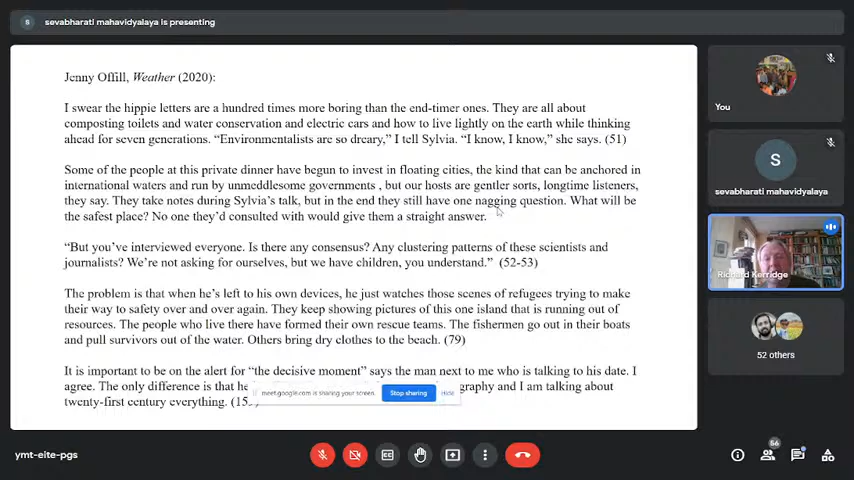 S sevabharati mahavidyalaya is presenting
Jenny Offill, Weather (2020):
I swear the hippie letters are a hundred times more boring than the end-timer ones. They are all about
composting toilets and water conservation and electric cars and how to live lightly on the earth while thinking
ahead for seven generations. “Environmentalists are so dreary,” I tell Sylvia. “I know, I know,” she says. (51)
Some of the people at this private dinner have begun to invest in floating cities, the kind that can be anchored in
international waters and run by unmeddlesome governments , but our hosts are gentler sorts, longtime listeners,
they say. They take notes during Sylvia’s talk, but in the end they still have one nagging question. What will be
the safest place? No one they’d consulted with would give them a straight answer.
“But you’ve interviewed everyone. Is there any consensus? Any clustering patterns of these scientists and
journalists? We’re not asking for ourselves, but we have children, you understand.” (52-53)
The problem is that when he’s left to his own devices, he just watches those scenes of refugees trying to make
their way to safety over and over again. They keep showing pictures of this one island that is running out of
resources. The people who live there have formed their own rescue teams. The fishermen go out in their boats
and pull survivors out of the water. Others bring dry clothes to the beach. (79)
It is important to be on the alert for “the decisive moment” says the man next to me who is talking to his date. I
agree. The only difference is that he ography and I am talking about
twenty-first century everything. (15
meet.google.com is sharing your screen. Stop sharing Hide
You
S
sevabharati mahavidyalaya
Richard Kerridge
52 others
ymt-eite-pgs
56